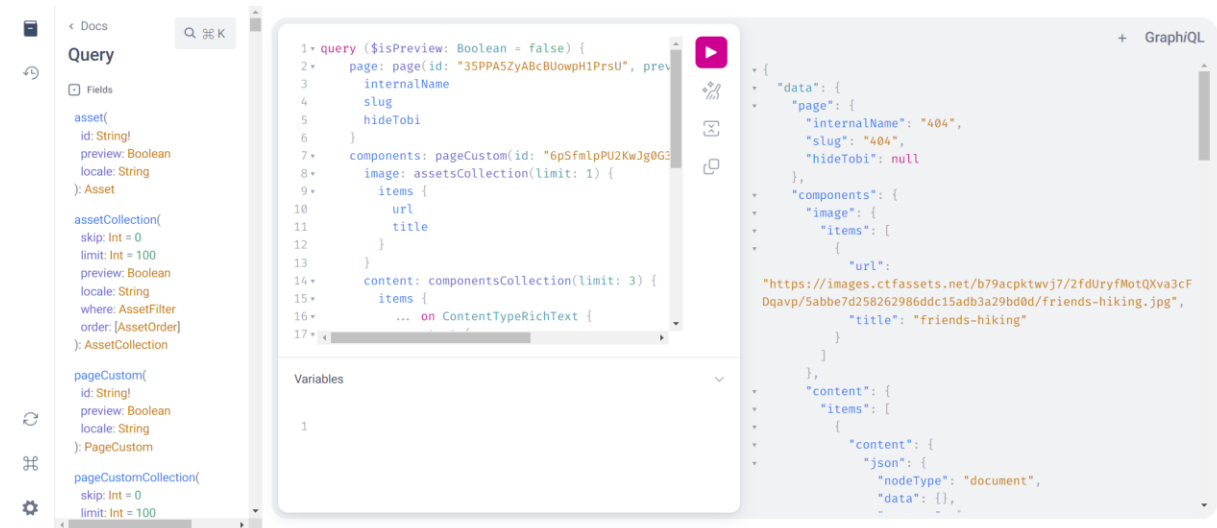 Docs
⌘ K
Query
Fields
asset(
id: String!
preview: Boolean
locale: String
): Asset
assetCollection(
skip: Int = 0
limit: Int = 100
preview: Boolean
locale: String
where: AssetFilter
order: [AssetOrder]
): AssetCollection
pageCustom(
id: String!
preview: Boolean
locale: String
): PageCustom
pageCustomCollection(
skip: Int = 0
limit: Int = 100
1 query ($isPreview: Boolean = false) {
2 page: page(id: "35PPA5ZyABcBUowpH1PrsU", prev
3 internalName
4 slug
5 hideTobi
6 }
7 components: pageCustom(id: "6pSfmlpPU2KwJg0G3
8 image: assetsCollection(limit: 1) {
9 items {
10 url
11 title
12 }
13 }
14 content: componentsCollection(limit: 3) {
15 items {
16 ... on ContentTypeRichText {
17
Variables
1
+ GraphiQL
{
"data": {
"page": {
"internalName": "404",
"slug": "404",
"hideTobi": null
},
"components": {
"image": {
"items": [
{
"url":
"https://images.ctfassets.net/b79acpktwvj7/2fdUryfMotQXva3cF
Dqavp/5abbe7d258262986ddc15adb3a29bd0d/friends-hiking.jpg",
"title": "friends-hiking"
}
]
},
"content": {
"items": [
{
"content": {
"json": {
"nodeType": "document",
"data": {},